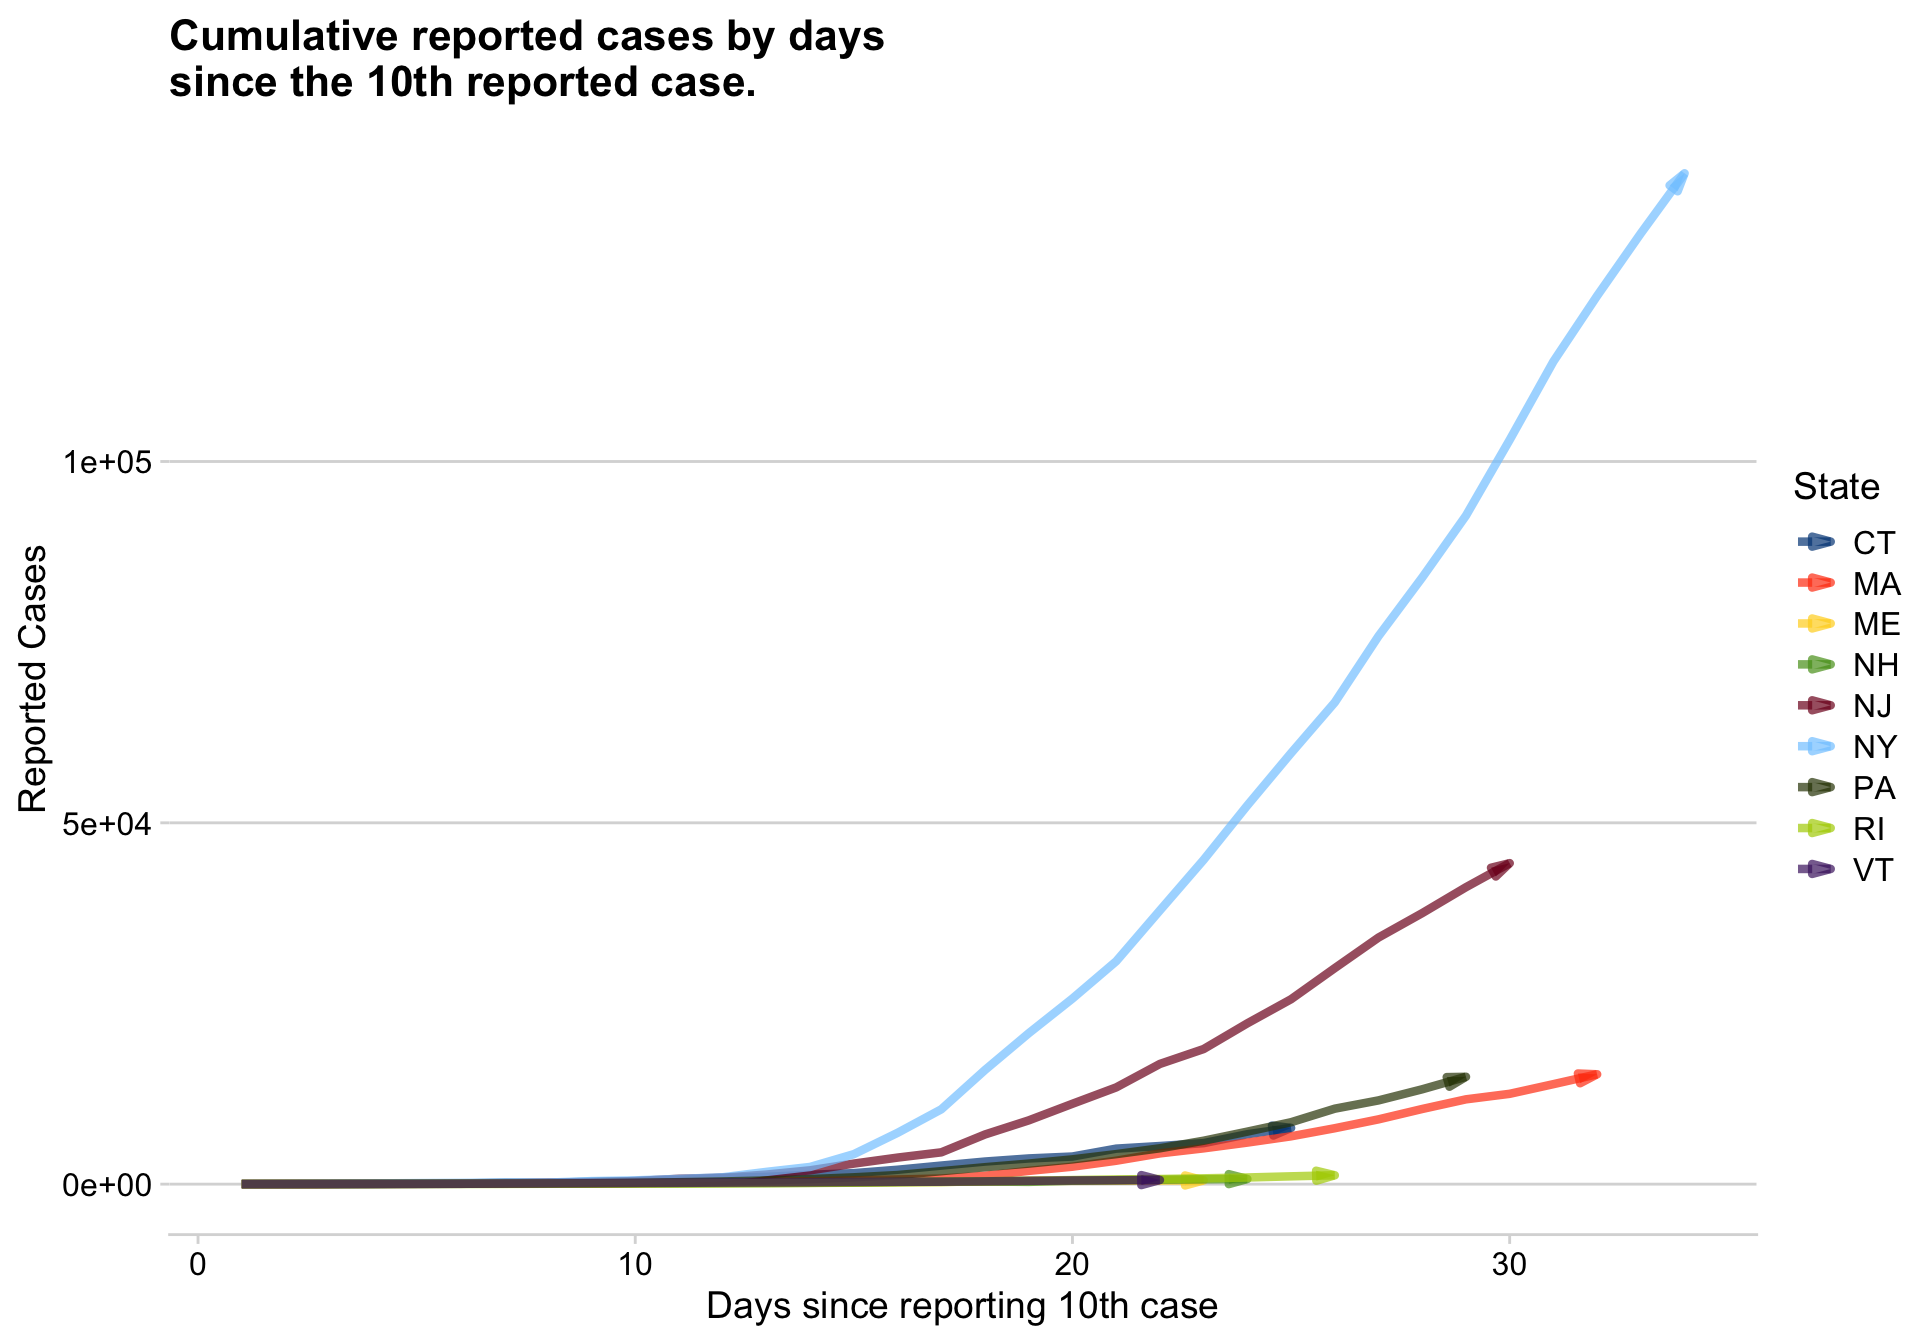 Cumulative reported cases by days
since the 10th reported case.
1e+05
5e+04
0e+00
Reported Cases
0
10
20
30
Days since reporting 10th case
State
CT
MA
ME
NH
NJ
NY
PA
RI
VT